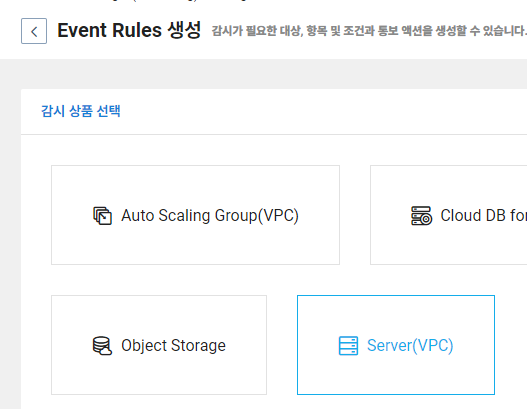 Event Rules 생성 감시가 필요한 대상, 항목 및 조건과 통보 액션을 생성할 수 있습니다.
감시 상품 선택
Auto Scaling Group(VPC) Cloud DB for
Object Storage Server(VPC)